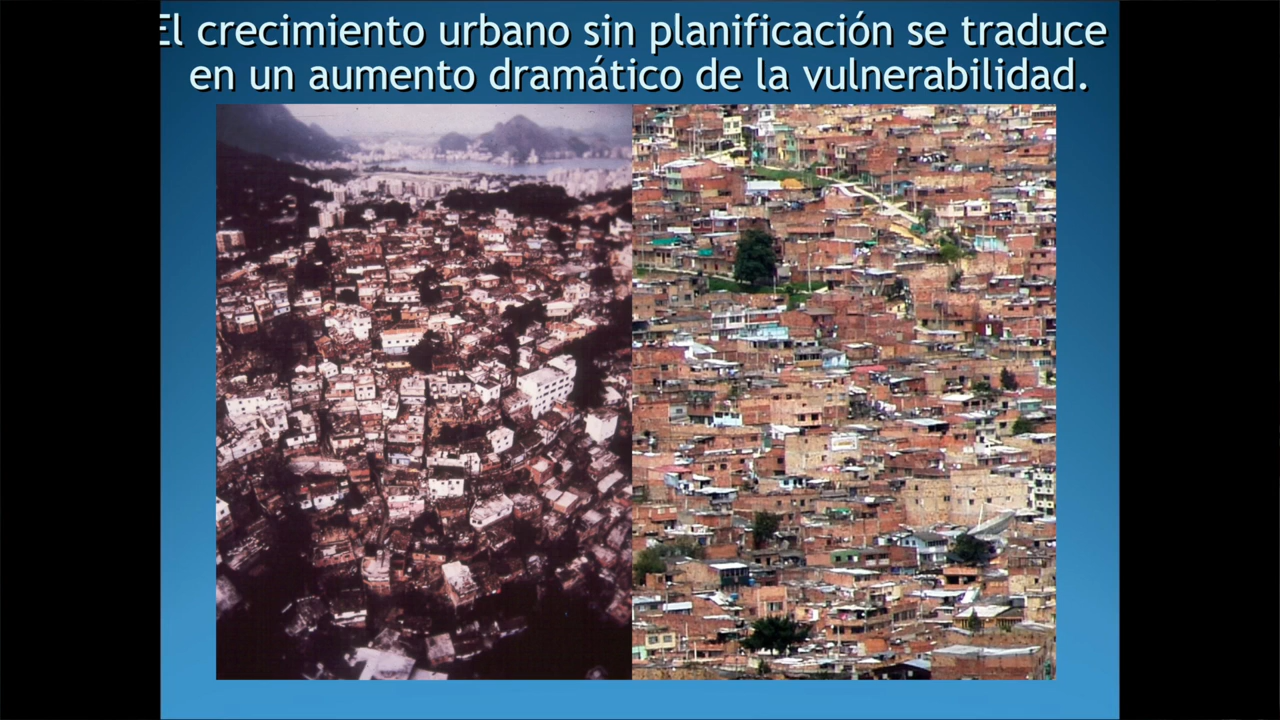 El crecimiento urbano sin planificación se traduce
en un aumento dramático de la vulnerabilidad.